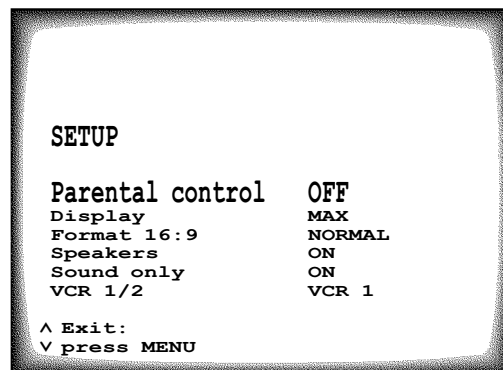 SETUP
Parental control OFF
Display MAX
Format 16:9 NORMAL
Speakers ON
Sound only ON
VCR 1/2 VCR 1
∧ Exit:
∨ press MENU